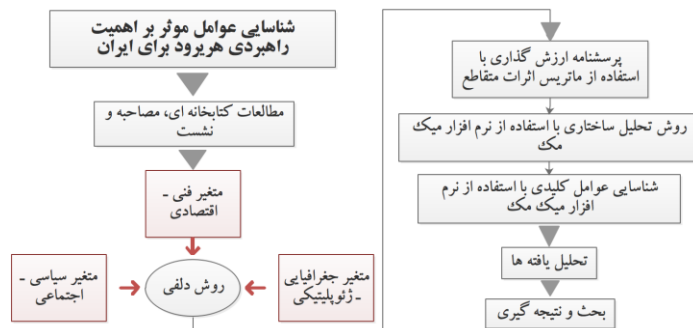 شناسایی عوامل موثر بر اهمیت
راهبردی هریرود برای ایران
مطالعات کتابخانه ای، مصاحبه و
نشست
متغیر فنی ـ
اقتصادی
متغیر جغرافیایی
ـ ژئوپلیتیکی
روش دلفی
متغیر سیاسی ـ
اجتماعی
پرسشنامه ارزش گذاری با
استفاده از ماتریس اثرات متقاطع
روش تحلیل ساختاری با استفاده از نرم افزار میک
مک
شناسایی عوامل کلیدی با استفاده از نرم
افزار میک مک
تحلیل یافته ها
بحث و نتیجه گیری